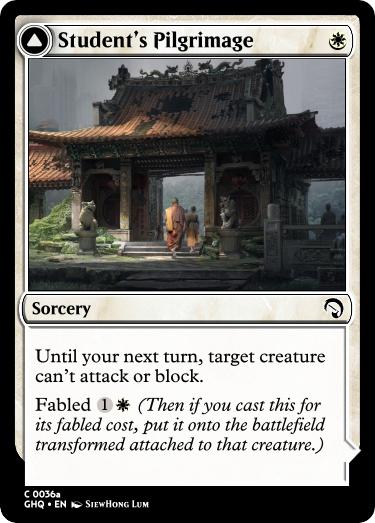 Student's Pilgrimage
Sorcery
Until your next turn, target creature
can't attack or block.
Fabled 1 (Then if you cast this for
its fabled cost, put it onto the battlefield
transformed attached to that creature.)
C 0036a
GHQ • EN SiewHong Lum